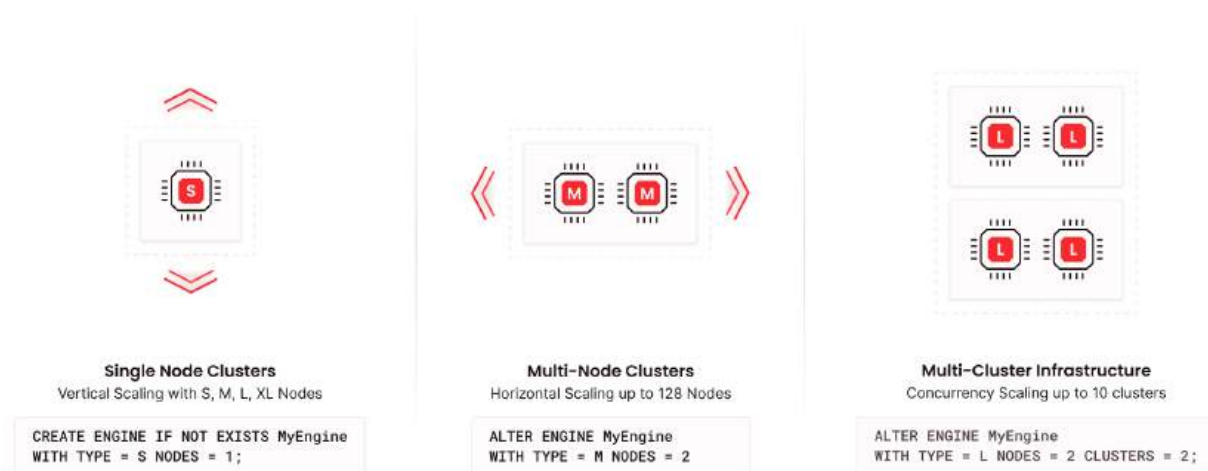 S
M M
L L
L L
Single Node Clusters
Vertical Scaling with S, M, L, XL Nodes
CREATE ENGINE IF NOT EXISTS MyEngine
WITH TYPE = S NODES = 1;
Multi-Node Clusters
Horizontal Scaling up to 128 Nodes
ALTER ENGINE MyEngine
WITH TYPE = M NODES = 2
Multi-Cluster Infrastructure
Concurrency Scaling up to 10 clusters
ALTER ENGINE MyEngine
WITH TYPE = L NODES = 2 CLUSTERS = 2;